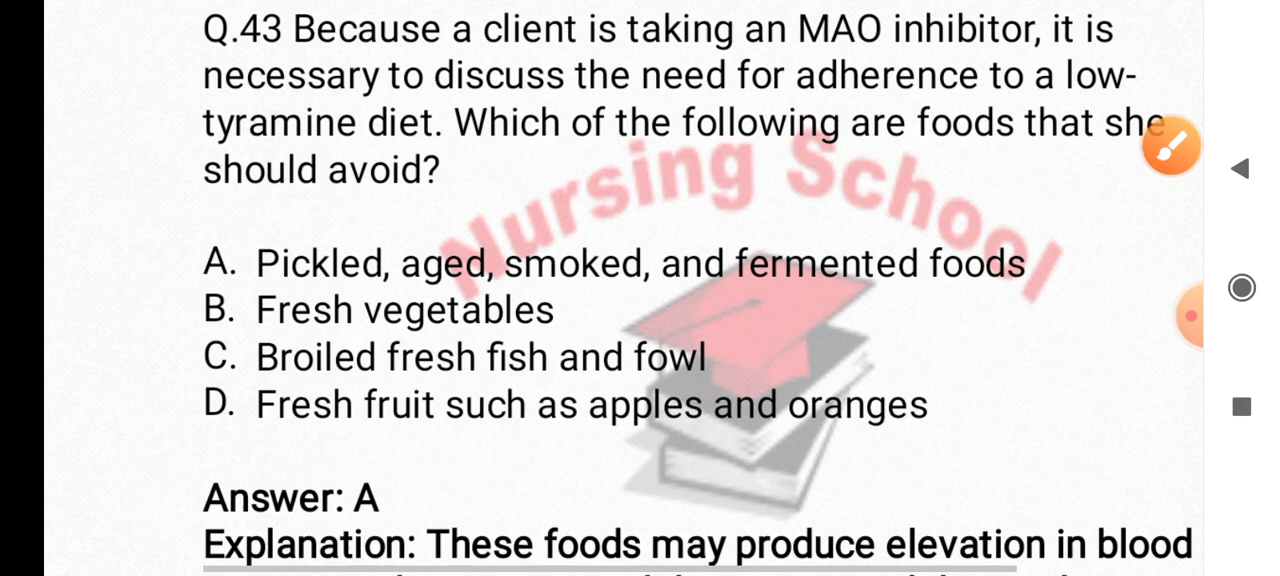 Q.43 Because a client is taking an MAO inhibitor, it is
necessary to discuss the need for adherence to a low-
tyramine diet. Which of the following are foods that she
should avoid?
Nursing School
A. Pickled, aged, smoked, and fermented foods
B. Fresh vegetables
C. Broiled fresh fish and fowl
D. Fresh fruit such as apples and oranges
Answer: A
Explanation: These foods may produce elevation in blood